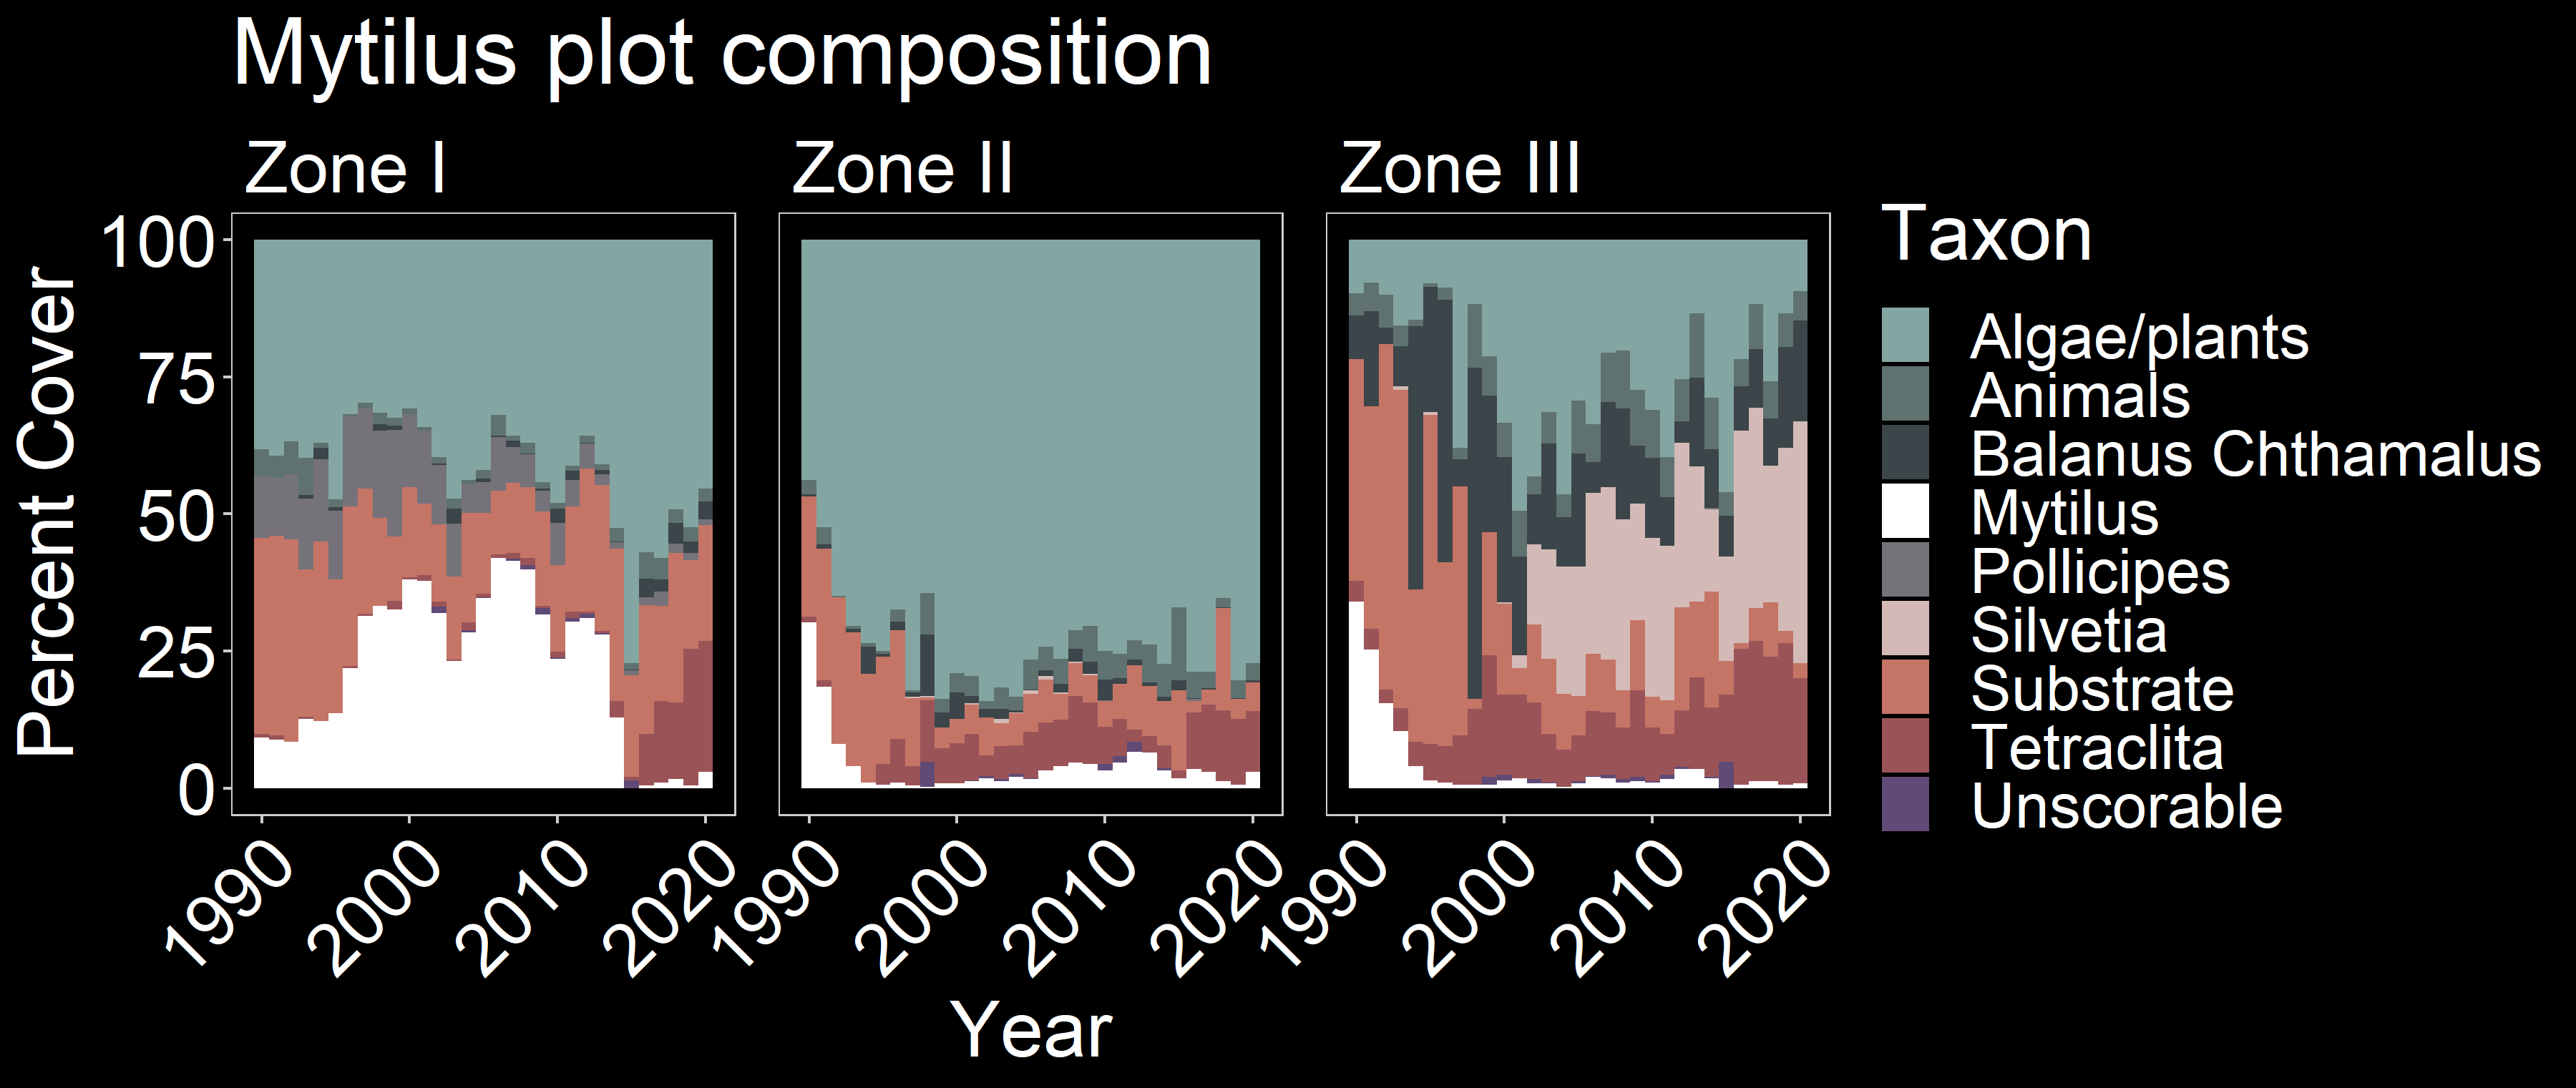 Mytilus plot composition
Zone I
Zone II
Zone III
Percent Cover
100
75
50
25
0
1990
2000
2010
2020
1990
2000
2010
2020
1990
2000
2010
2020
Year
Taxon
Algae/plants
Animals
Balanus Chthamalus
Mytilus
Pollicipes
Silvetia
Substrate
Tetraclita
Unscorable